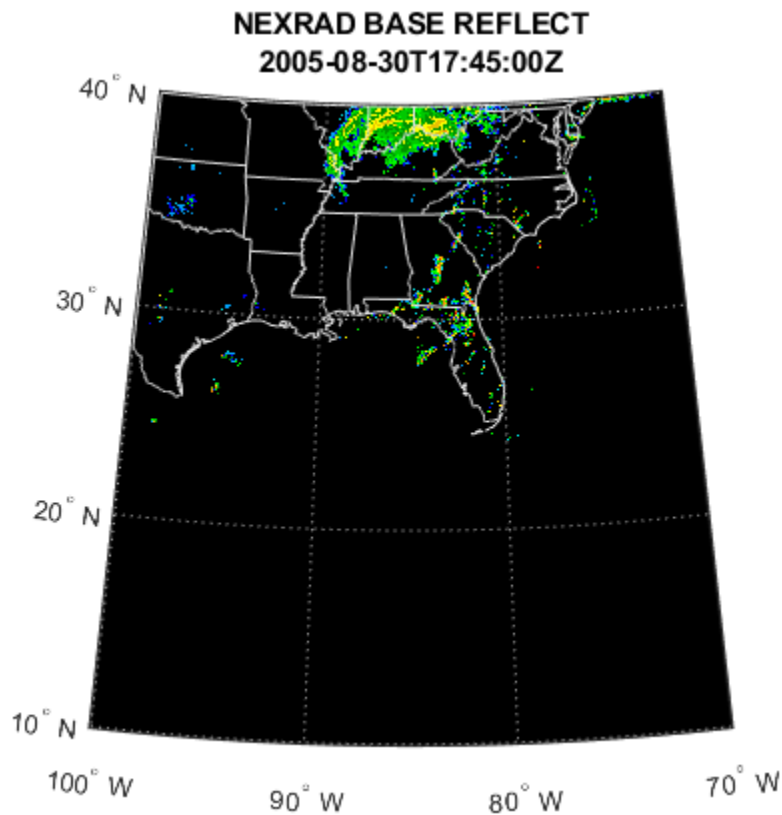 NEXRAD BASE REFLECT
2005-08-30T17:45:00Z
40° N
30° N
20° N
10° N
100° W
90° W
80° W
70° W